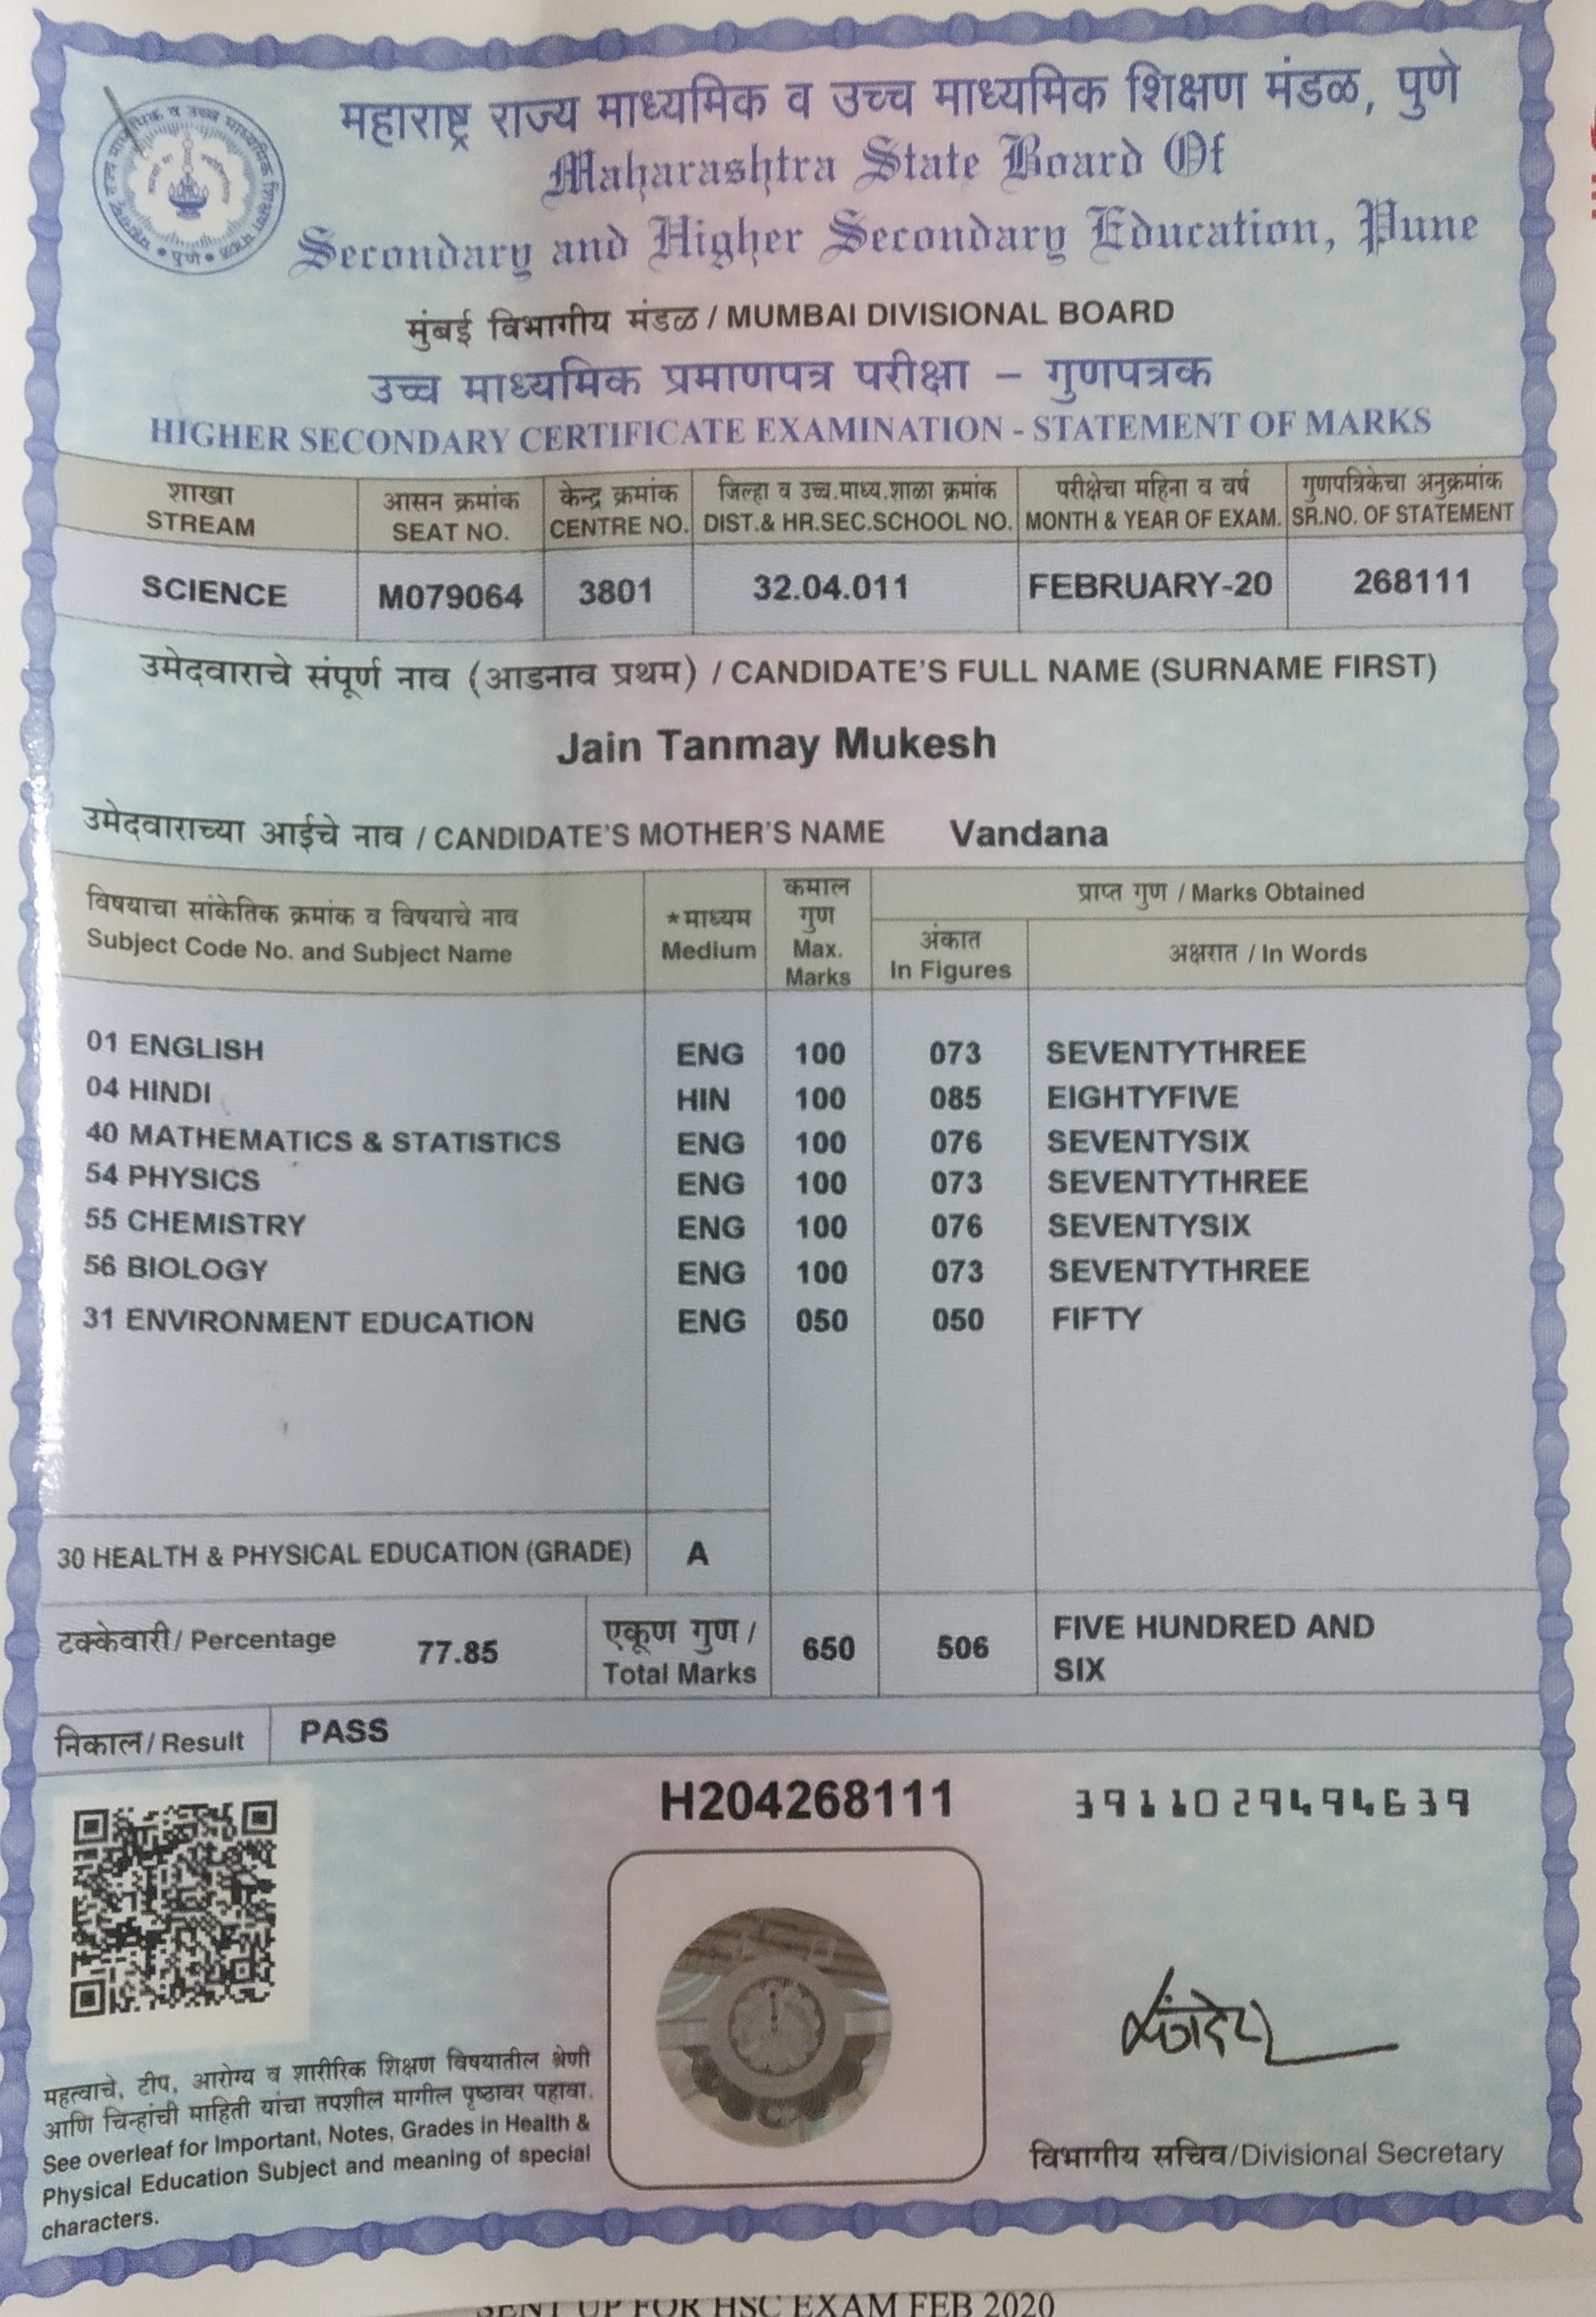 महाराष्ट्र राज्य माध्यमिक व उच्च माध्यमिक शिक्षण मंडळ, पुणे
Maharashtra State Board Of
Secondary and Higher Secondary Education, Pune
मुंबई विभागीय मंडळ / MUMBAI DIVISIONAL BOARD
उच्च माध्यमिक प्रमाणपत्र परीक्षा – गुणपत्रक
HIGHER SECONDARY CERTIFICATE EXAMINATION - STATEMENT OF MARKS
शाखा आसन क्रमांक केन्द्र क्रमांक जिल्हा व उच्च.माध्य.शाळा क्रमांक परीक्षेचा महिना व वर्ष गुणपत्रिकेचा अनुक्रमांक
STREAM SEAT NO. CENTRE NO. DIST.& HR.SEC.SCHOOL NO. MONTH & YEAR OF EXAM. SR.NO. OF STATEMENT
SCIENCE M079064 3801 32.04.011 FEBRUARY-20 268111
उमेदवाराचे संपूर्ण नाव (आडनाव प्रथम) / CANDIDATE'S FULL NAME (SURNAME FIRST)
Jain Tanmay Mukesh
उमेदवाराच्या आईचे नाव / CANDIDATE'S MOTHER'S NAME Vandana
विषयाचा सांकेतिक क्रमांक व विषयाचे नाव
Subject Code No. and Subject Name
*माध्यम
Medium
कमाल
गुण
Max.
Marks
प्राप्त गुण / Marks Obtained
अंकात
In Figures
अक्षरात / In Words
01 ENGLISH ENG 100 073 SEVENTYTHREE
04 HINDI HIN 100 085 EIGHTYFIVE
40 MATHEMATICS & STATISTICS ENG 100 076 SEVENTYSIX
54 PHYSICS ENG 100 073 SEVENTYTHREE
55 CHEMISTRY ENG 100 076 SEVENTYSIX
56 BIOLOGY ENG 100 073 SEVENTYTHREE
31 ENVIRONMENT EDUCATION ENG 050 050 FIFTY
30 HEALTH & PHYSICAL EDUCATION (GRADE) A
टक्केवारी/ Percentage 77.85
एकूण गुण /
Total Marks
650 506
FIVE HUNDRED AND
SIX
निकाल/ Result PASS
H204268111
3911029494639
महत्वाचे, टीप, आरोग्य व शारीरिक शिक्षण विषयातील श्रेणी
आणि चिन्हांची माहिती यांचा तपशील मागील पृष्ठावर पहावा.
See overleaf for Important, Notes, Grades in Health &
Physical Education Subject and meaning of special
characters.
विभागीय सचिव/Divisional Secretary
SENT UP FOR HSC EXAM FEB 2020